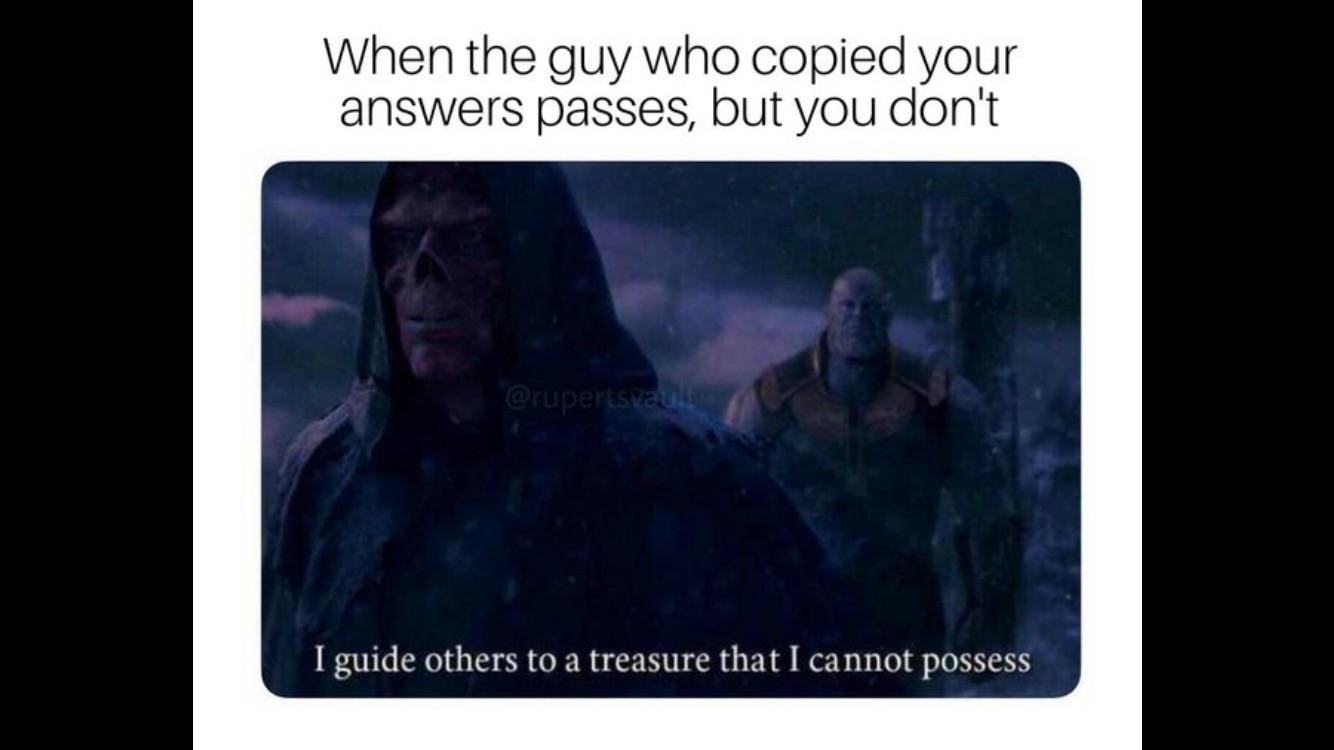 When the guy who copied your
answers passes, but you don't
@rupertsvault
I guide others to a treasure that I cannot possess